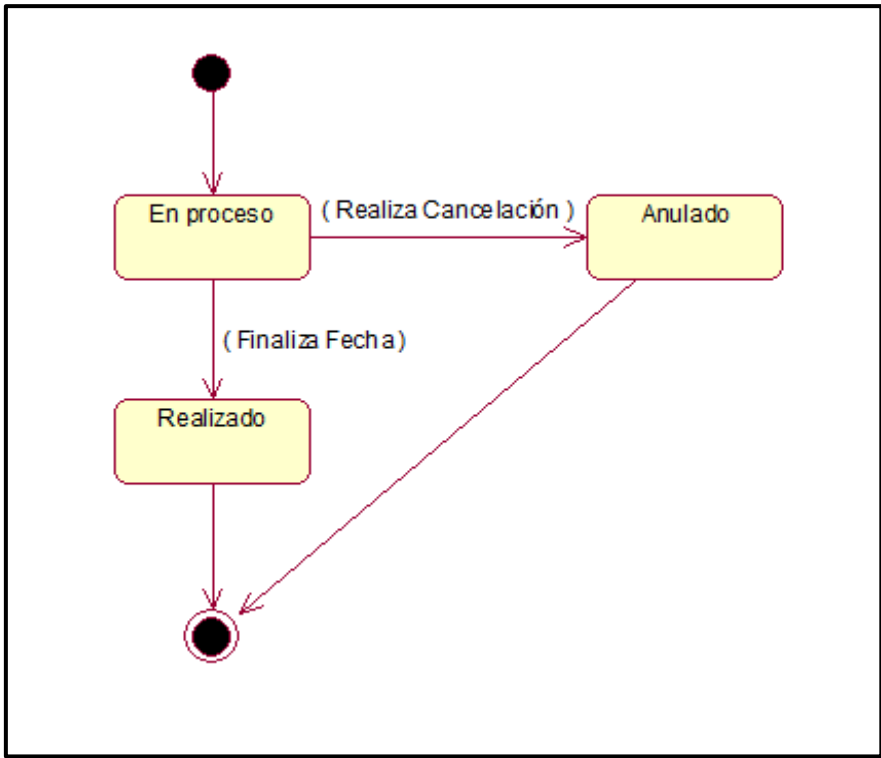 En proceso
( Realiza Cancelación )
Anulado
( Finaliza Fecha )
Realizado